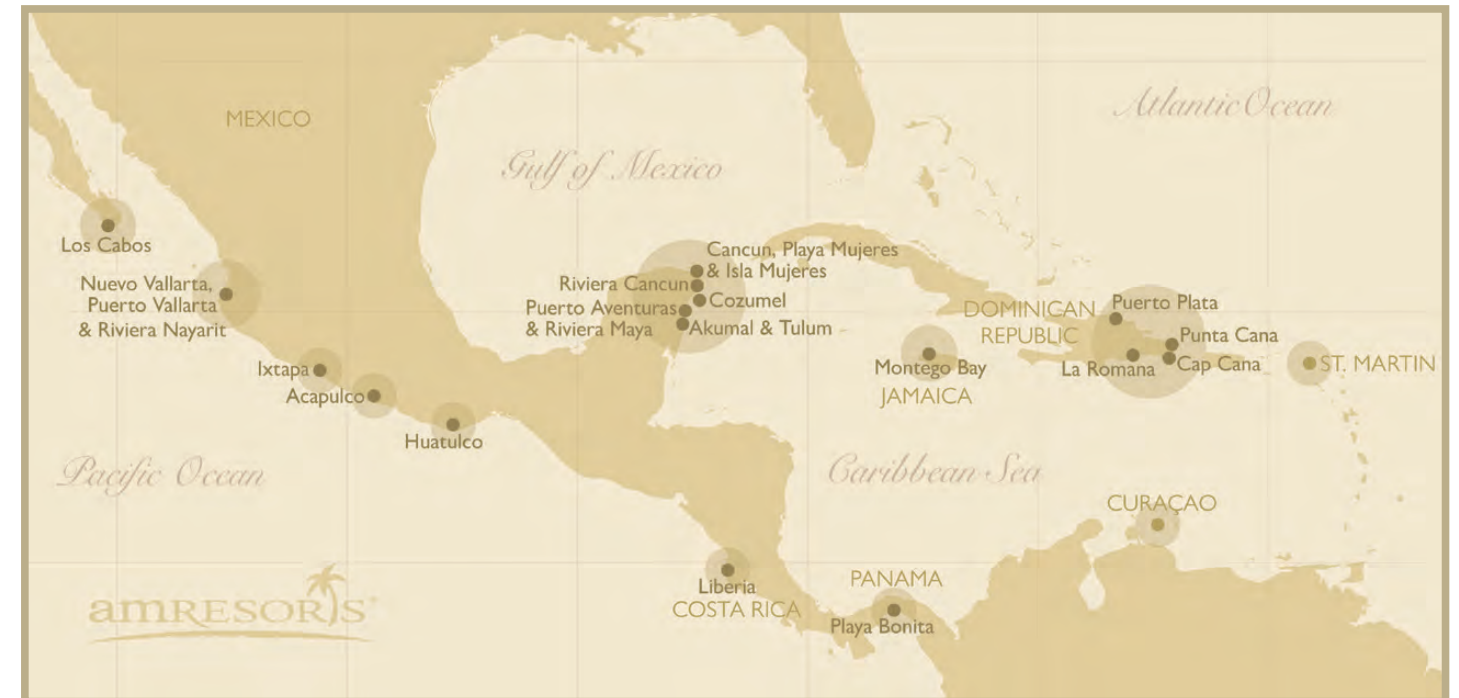 MEXICO
Atlantic Ocean
Gulf of Mexico
Los Cabos
Nuevo Vallarta,
Puerto Vallarta
& Riviera Nayarit
Cancun, Playa Mujeres
& Isla Mujeres
Riviera Cancun
Cozumel
Puerto Aventuras
& Riviera Maya
Akumal & Tulum
DOMINICAN
REPUBLIC
Puerto Plata
Punta Cana
La Romana
Cap Cana
ST. MARTIN
Montego Bay
JAMAICA
Ixtapa
Acapulco
Huatulco
Pacific Ocean
Caribbean Sea
CURAÇAO
Liberia
COSTA RICA
PANAMA
Playa Bonita
amRESORTS®